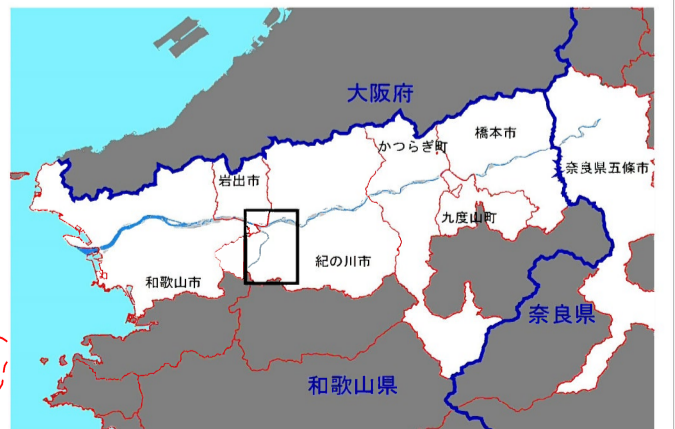 大阪府
橋本市
かつらぎ町
岩出市
奈良県五條市
九度山町
紀の川市
和歌山市
奈良県
和歌山県